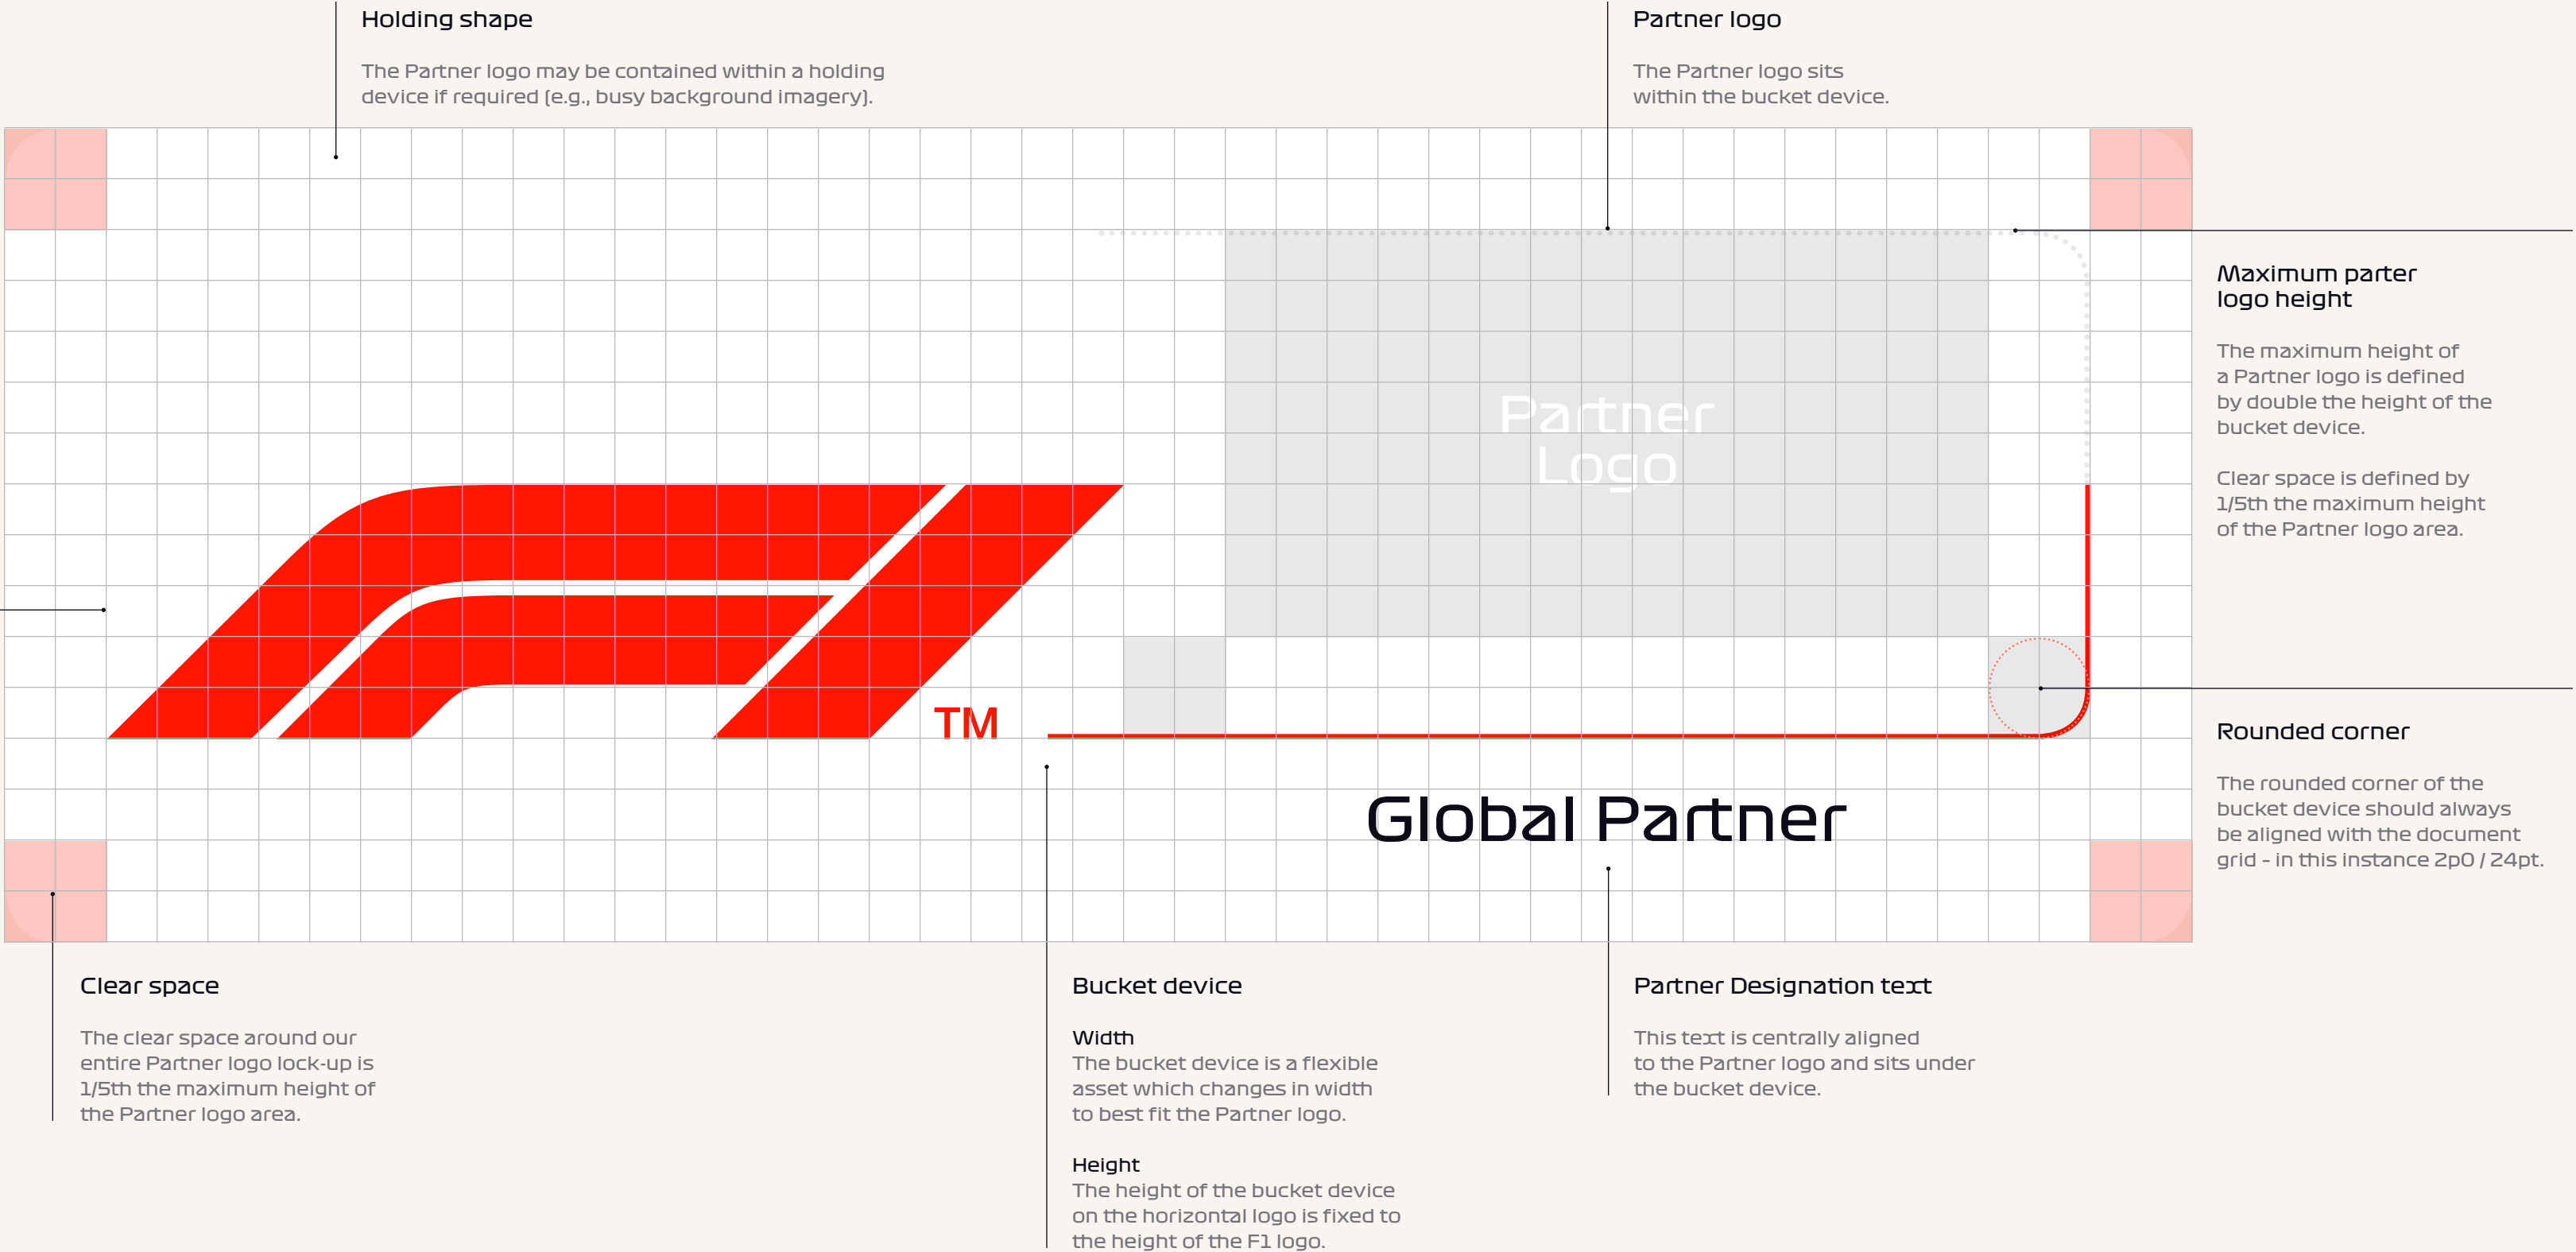 Holding shape
The Partner logo may be contained within a holding
device if required (e.g., busy background imagery).
Partner logo
The Partner logo sits
within the bucket device.
Maximum parter
logo height
The maximum height of
a Partner logo is defined
by double the height of the
bucket device.
Clear space is defined by
1/5th the maximum height
of the Partner logo area.
Partner
Logo
F1
TM
Global Partner
Rounded corner
The rounded corner of the
bucket device should always
be aligned with the document
grid - in this instance 2p0 / 24pt.
Clear space
The clear space around our
entire Partner logo lock-up is
1/5th the maximum height of
the Partner logo area.
Bucket device
Width
The bucket device is a flexible
asset which changes in width
to best fit the Partner logo.
Height
The height of the bucket device
on the horizontal logo is fixed to
the height of the F1 logo.
Partner Designation text
This text is centrally aligned
to the Partner logo and sits under
the bucket device.